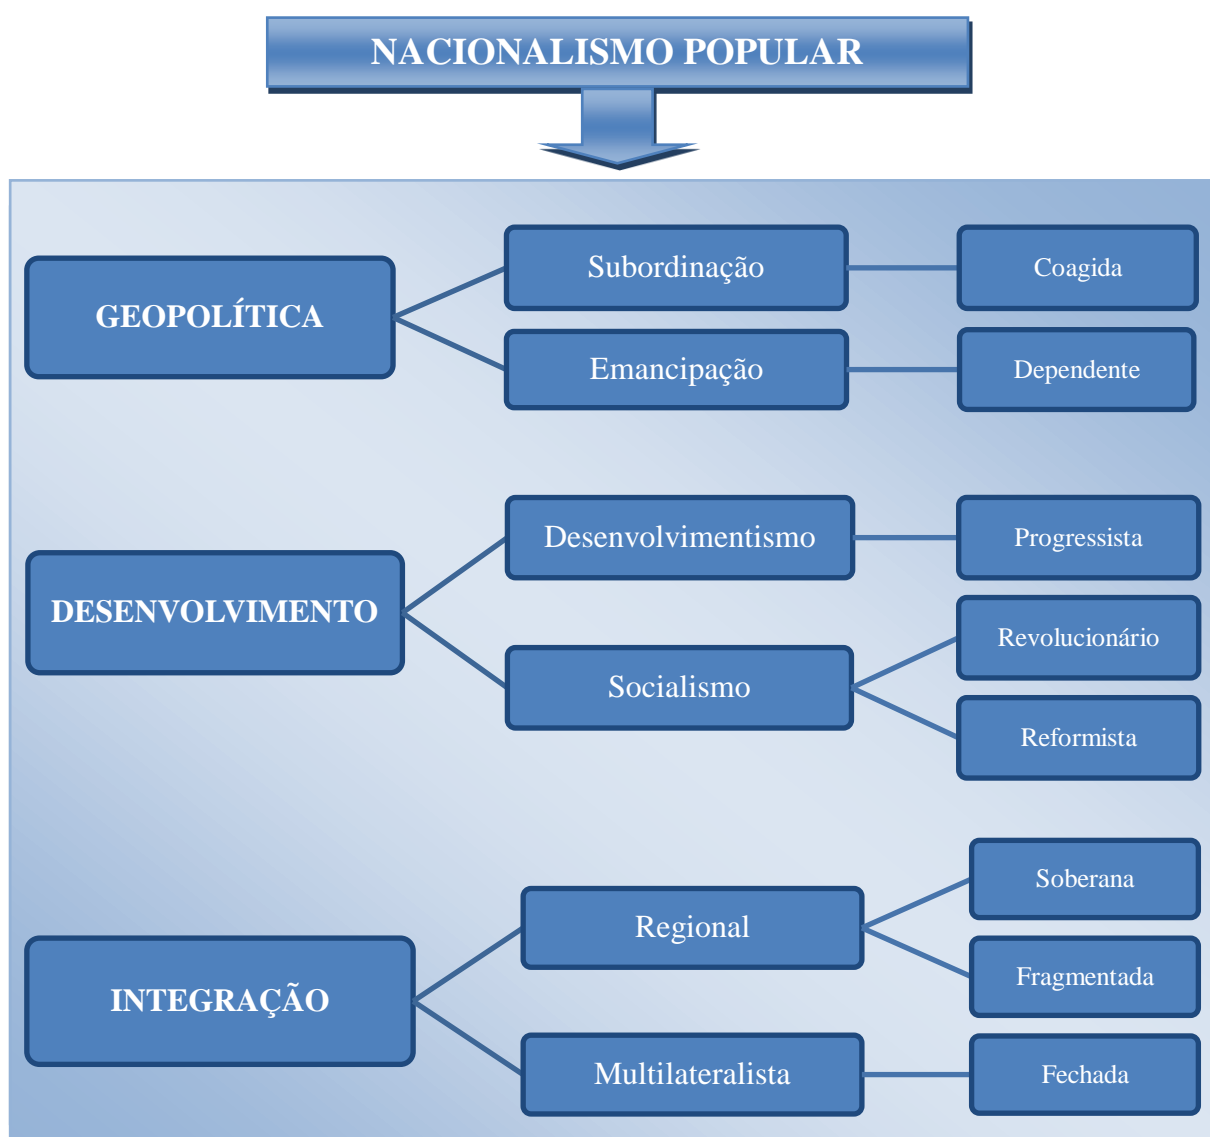 NACIONALISMO POPULAR
GEOPOLÍTICA
Subordinação
Coagida
Emancipação
Dependente
DESENVOLVIMENTO
Desenvolvimentismo
Progressista
Socialismo
Revolucionário
Reformista
INTEGRAÇÃO
Regional
Soberana
Fragmentada
Multilateralista
Fechada